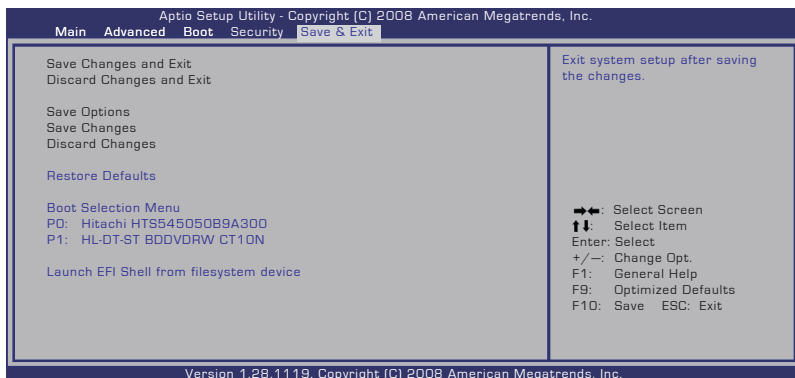 Aptio Setup Utility - Copyright (C) 2008 American Megatrends, Inc.
Main Advanced Boot Security Save & Exit
Save Changes and Exit
Discard Changes and Exit
Save Options
Save Changes
Discard Changes
Restore Defaults
Boot Selection Menu
P0: Hitachi HTS545050B9A300
P1: HL-DT-ST BDDVDRW CT10N
Launch EFI Shell from filesystem device
Exit system setup after saving
the changes.
➡⬅: Select Screen
⬆⬇: Select Item
Enter: Select
+/—: Change Opt.
F1: General Help
F9: Optimized Defaults
F10: Save ESC: Exit
Version 1.28.1119. Copyright (C) 2008 American Megatrends, Inc.